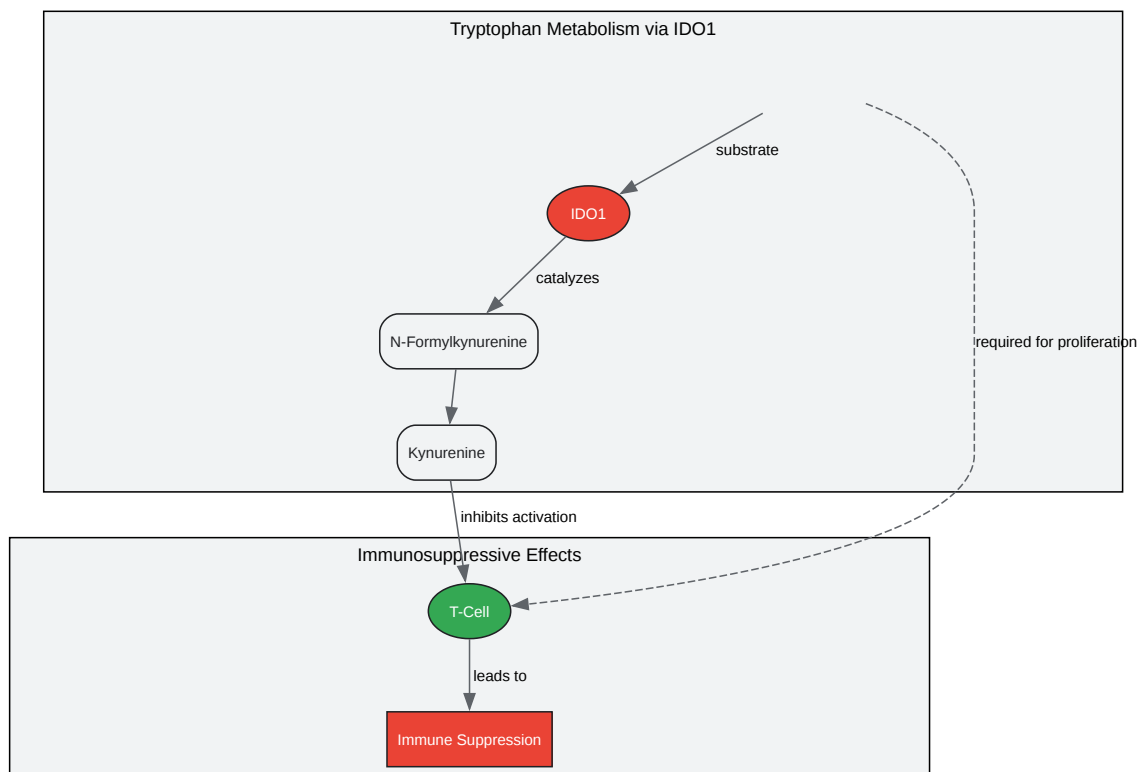 Tryptophan Metabolism via IDO1
substrate
IDO1
catalyzes
N-Formylkynurenine
required for proliferation
Kynurenine
inhibits activation
Immunosuppressive Effects
T-Cell
leads to
Immune Suppression